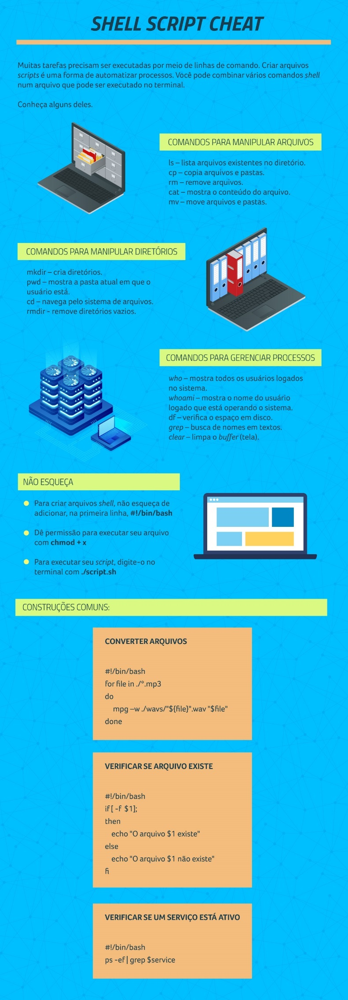 SHELL SCRIPT CHEAT
Muitas tarefas precisam ser executadas por meio de linhas de comando. Criar arquivos
scripts é uma forma de automatizar processos. Você pode combinar vários comandos shell
num arquivo que pode ser executado no terminal.
Conheça alguns deles.
COMANDOS PARA MANIPULAR ARQUIVOS
ls – lista arquivos existentes no diretório.
cp – copia arquivos e pastas.
rm – remove arquivos.
cat – mostra o conteúdo do arquivo.
mv – move arquivos e pastas.
COMANDOS PARA MANIPULAR DIRETÓRIOS
mkdir – cria diretórios.
pwd – mostra a pasta atual em que o
usuário está.
cd – navega pelo sistema de arquivos.
rmdir - remove diretórios vazios.
COMANDOS PARA GERENCIAR PROCESSOS
who – mostra todos os usuários logados
no sistema.
whoami – mostra o nome do usuário
logado que está operando o sistema.
df – verifica o espaço em disco.
grep – busca de nomes em textos.
clear – limpa o buffer (tela).
NÃO ESQUEÇA
Para criar arquivos shell, não esqueça de
adicionar, na primeira linha, #!/bin/bash
Dê permissão para executar seu arquivo
com chmod + x
Para executar seu script, digite-o no
terminal com ./script.sh
CONSTRUÇÕES COMUNS:
CONVERTER ARQUIVOS
#!/bin/bash
for file in ./*.mp3
do
mpg –w ./wavs/"${file}".wav "$file"
done
VERIFICAR SE ARQUIVO EXISTE
#!/bin/bash
if [ -f $1];
then
echo "O arquivo $1 existe"
else
echo "O arquivo $1 não existe"
fi
VERIFICAR SE UM SERVIÇO ESTÁ ATIVO
#!/bin/bash
ps -ef | grep $service